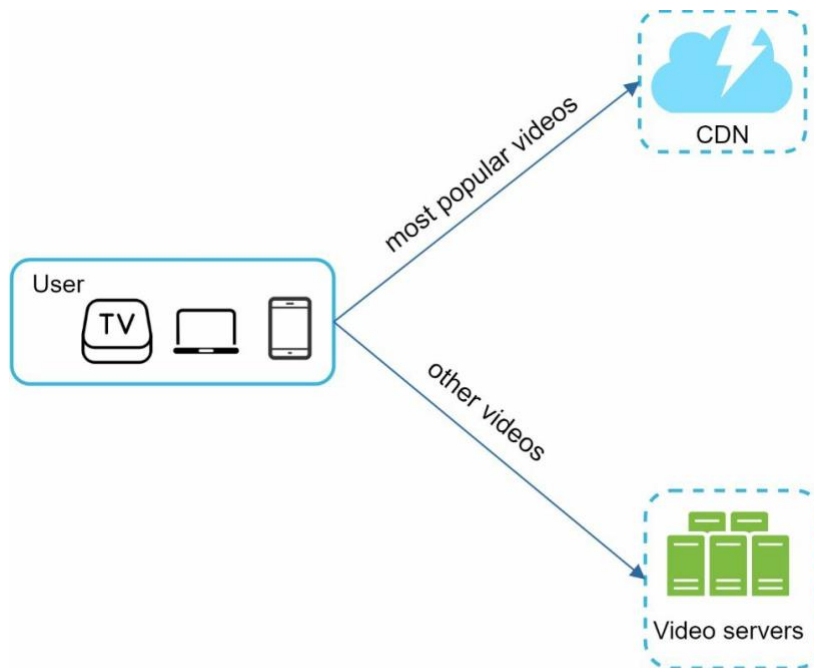 CDN
most popular videos
User
TV
other videos
Video servers